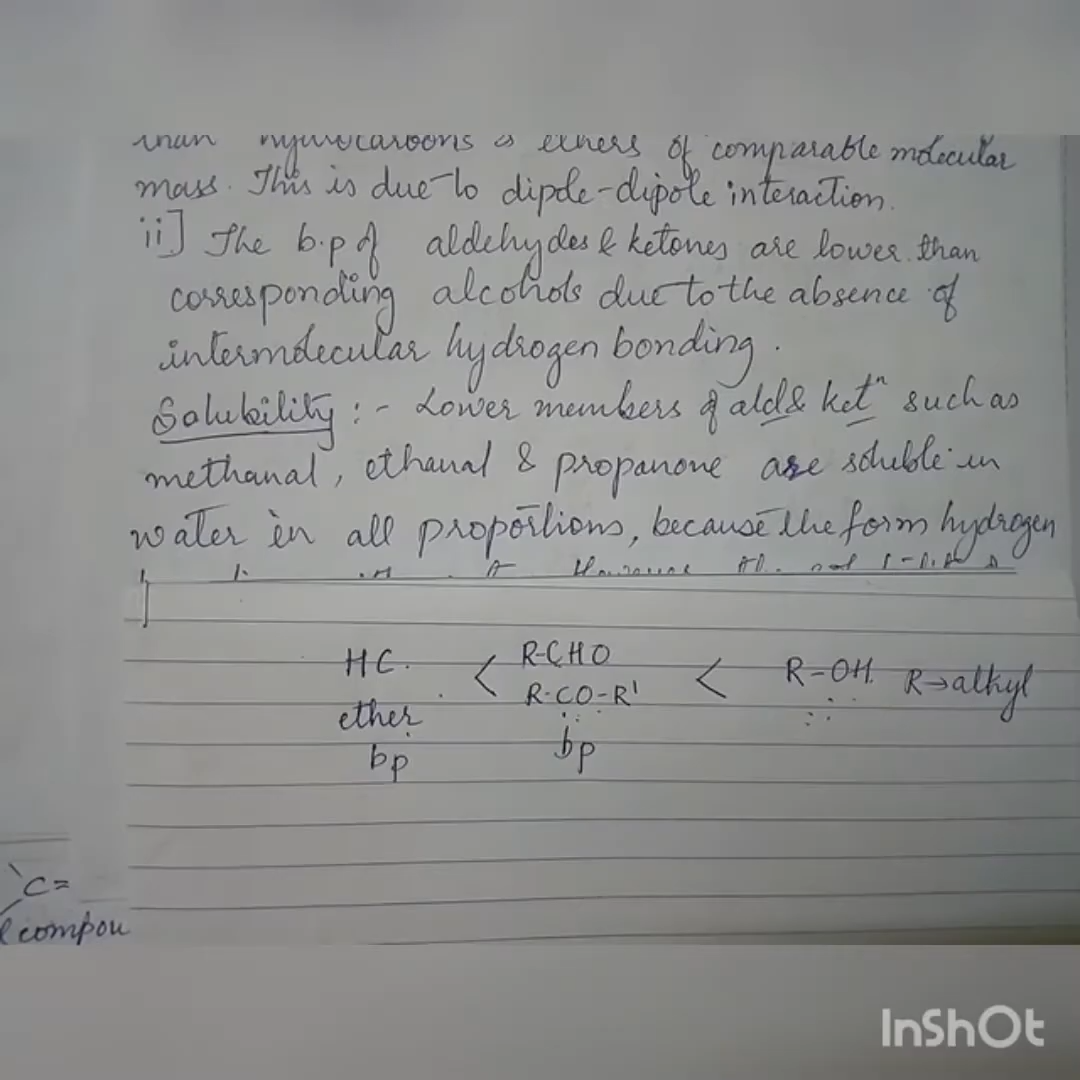 than hydrocarbons & ethers of comparable molecular
mass. This is due to dipole-dipole interaction.
ii] The b.p of aldehydes & ketones are lower than
corresponding alcohols due to the absence of
intermolecular hydrogen bonding.
Solubility :- Lower members of ald & ketⁿ such as
methanal, ethanal & propanone are soluble in
water in all proportions, because the form hydrogen
HC. < R-CHO < R-OH. R→alkyl
ether R-CO-R'
bp bp
C=
compou
InShOt